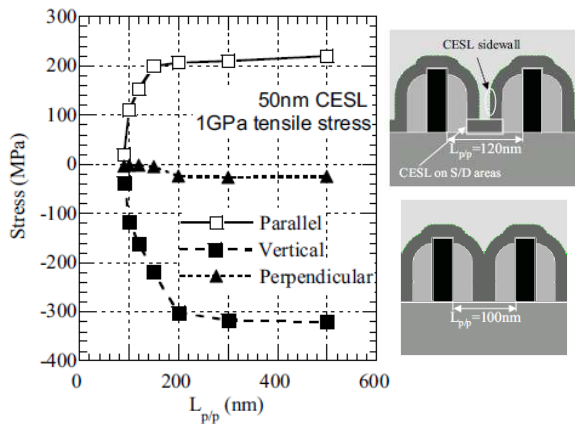 300
200
100
0
-100
-200
-300
-400
Stress (MPa)
50nm CESL
1GPa tensile stress
Parallel
Vertical
Perpendicular
0 200 400 600
Lp/p (nm)
CESL sidewall
Lp/p=120nm
CESL on S/D areas
Lp/p=100nm